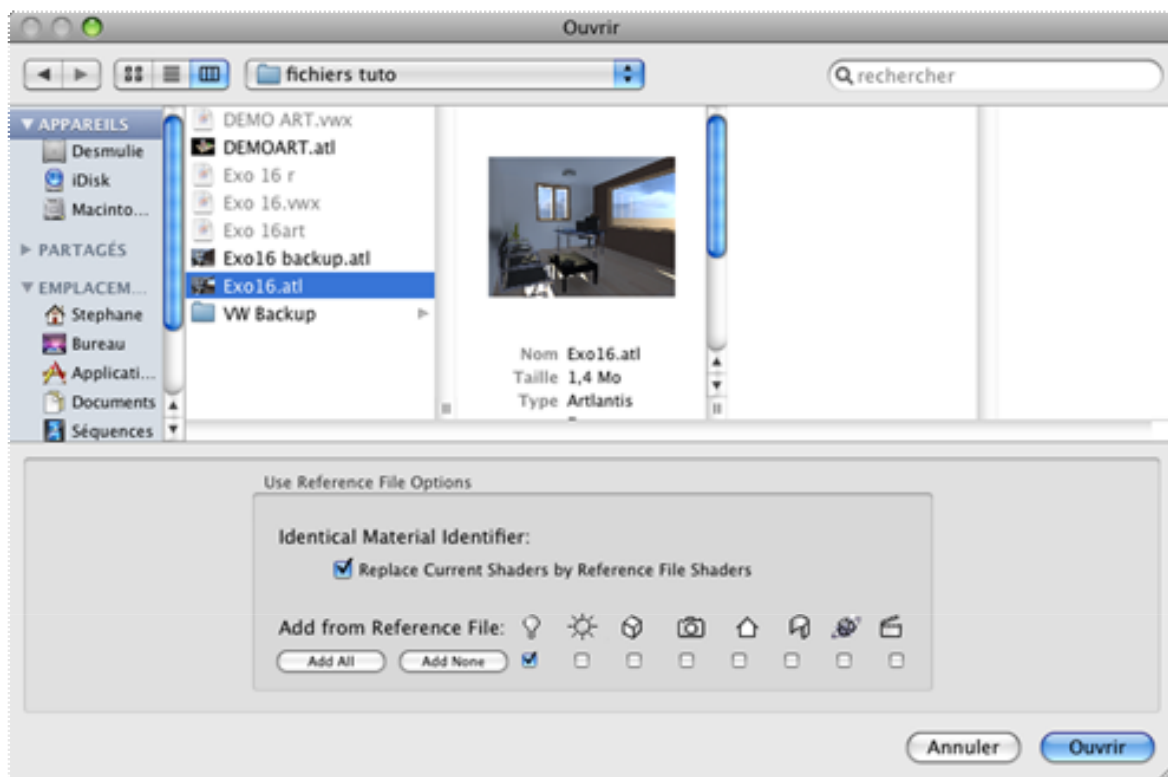 Ouvrir
fichiers tuto
rechercher
APPAREILS
Desmulie
iDisk
Macinto...
PARTAGÉS
EMPLACEM...
Stephane
Bureau
Applicati...
Documents
Séquences
DEMO ART.vwx
DEMOART.atl
Exo 16 r
Exo 16.vwx
Exo 16art
Exo16 backup.atl
Exo16.atl
VW Backup
Nom Exo16.atl
Taille 1,4 Mo
Type Artlantis
Use Reference File Options
Identical Material Identifier:
Replace Current Shaders by Reference File Shaders
Add from Reference File:
Add All Add None
Annuler Ouvrir